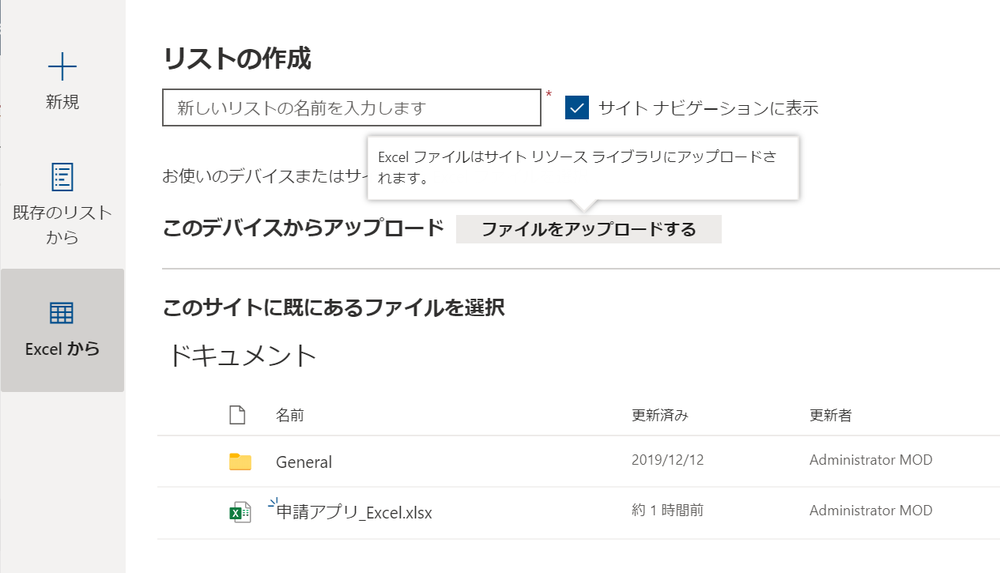 リストの作成
新しいリストの名前を入力します
*
サイト ナビゲーションに表示
新規
Excel ファイルはサイト リソース ライブラリにアップロードさ
れます。
お使いのデバイスまたはサイ
既存のリスト
から
このデバイスからアップロード
ファイルをアップロードする
このサイトに既にあるファイルを選択
Excel から
ドキュメント
名前 更新済み 更新者
General 2019/12/12 Administrator MOD
申請アプリ_Excel.xlsx 約 1 時間前 Administrator MOD